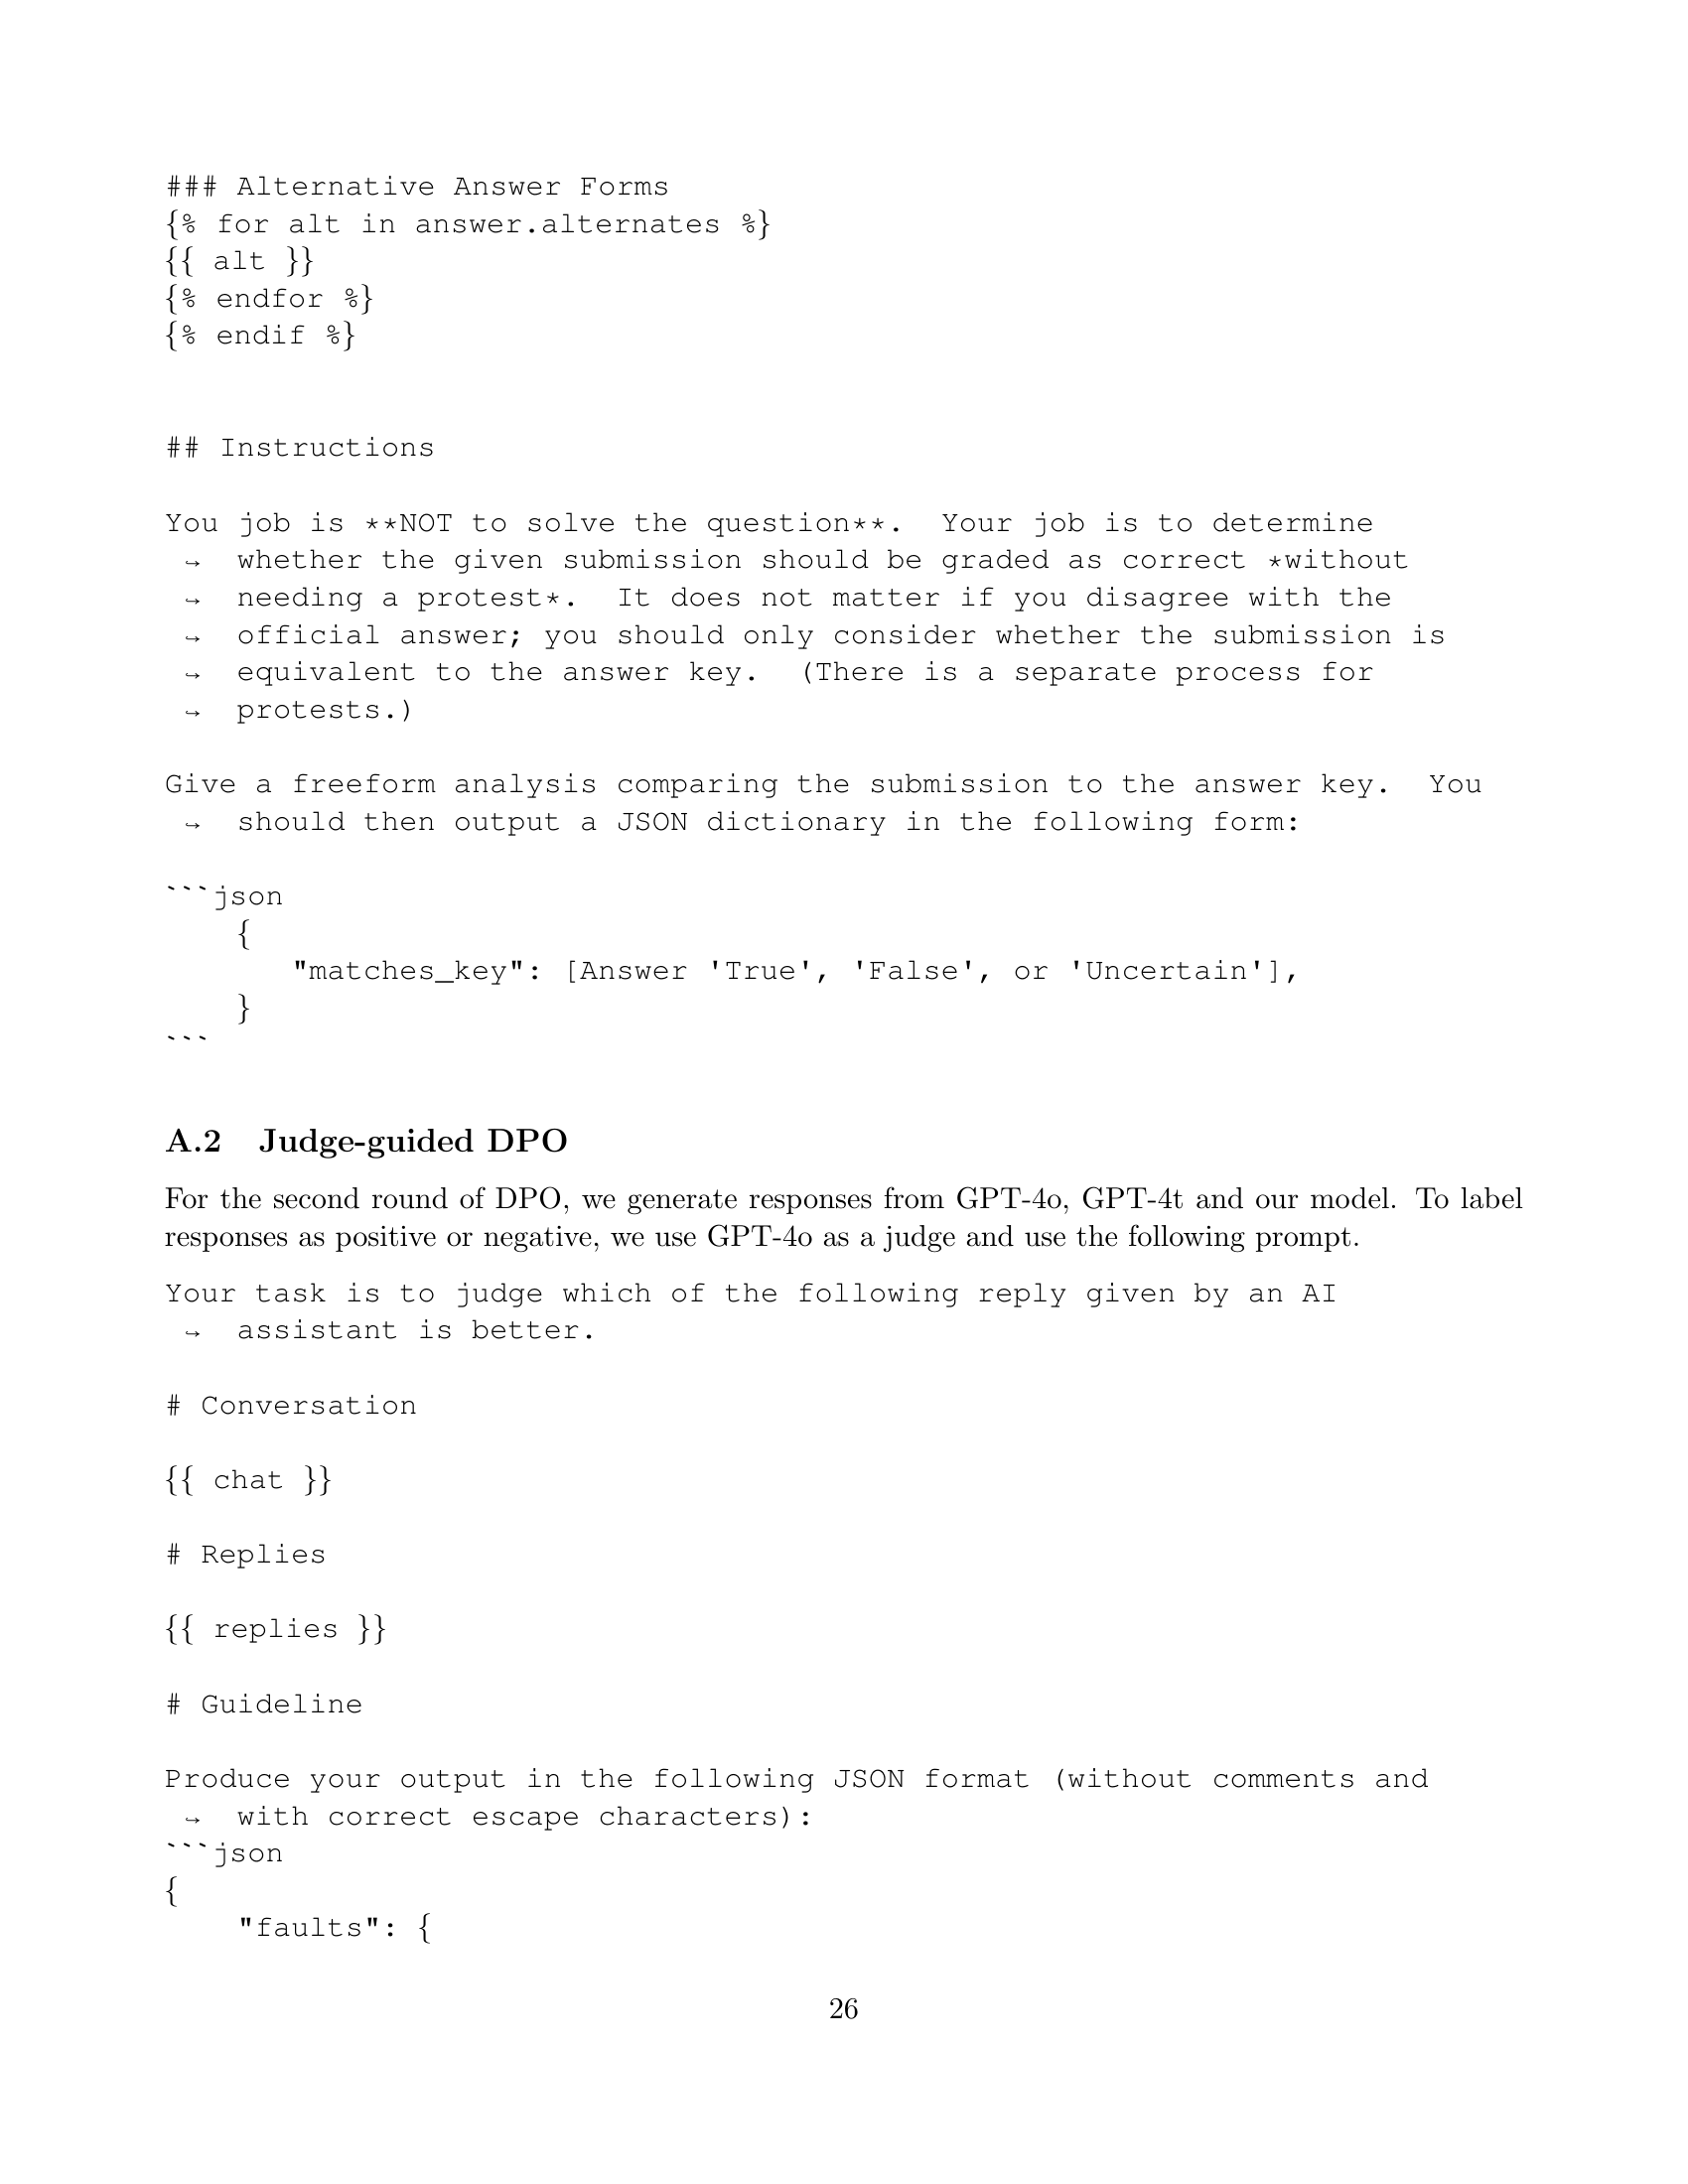 ### Alternative Answer Forms
{% for alt in answer.alternates %}
{{ alt }}
{% endfor %}
{% endif %}
## Instructions
You job is **NOT to solve the question**.  Your job is to determine
↪  whether the given submission should be graded as correct *without
↪  needing a protest*.  It does not matter if you disagree with the
↪  official answer; you should only consider whether the submission is
↪  equivalent to the answer key.  (There is a separate process for
↪  protests.)
Give a freeform analysis comparing the submission to the answer key.  You
↪  should then output a JSON dictionary in the following form:
```json
    {
       "matches_key": [Answer 'True', 'False', or 'Uncertain'],
    }
```
A.2 Judge-guided DPO
For the second round of DPO, we generate responses from GPT-4o, GPT-4t and our model. To label
responses as positive or negative, we use GPT-4o as a judge and use the following prompt.
Your task is to judge which of the following reply given by an AI
↪  assistant is better.
# Conversation
{{ chat }}
# Replies
{{ replies }}
# Guideline
Produce your output in the following JSON format (without comments and
↪  with correct escape characters):
```json
{
    "faults": {
26